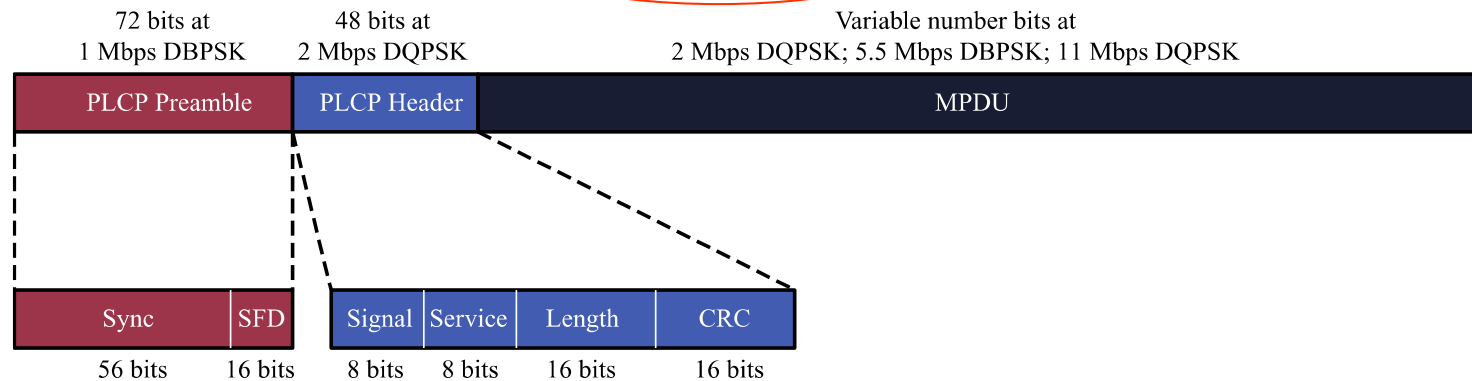 72 bits at
1 Mbps DBPSK
48 bits at
2 Mbps DQPSK
Variable number bits at
2 Mbps DQPSK; 5.5 Mbps DBPSK; 11 Mbps DQPSK
PLCP Preamble
PLCP Header
MPDU
Sync
SFD
Signal
Service
Length
CRC
56 bits
16 bits
8 bits
8 bits
16 bits
16 bits